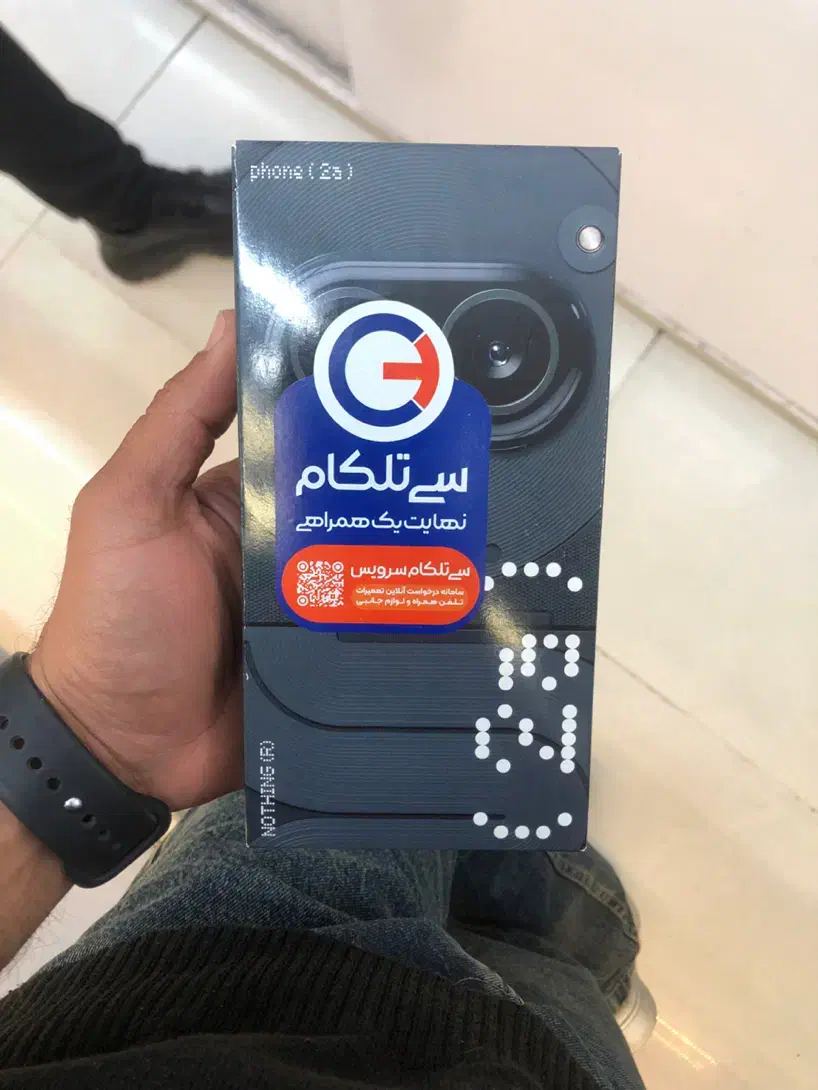 phone (2a)
سی‌تلکام
نهایت یک همراهی
سی‌تلکام سرویس
سامانه درخواست آنلاین تعمیرات
تلفن همراه و لوازم جانبی
(2a)
NOTHING (R)